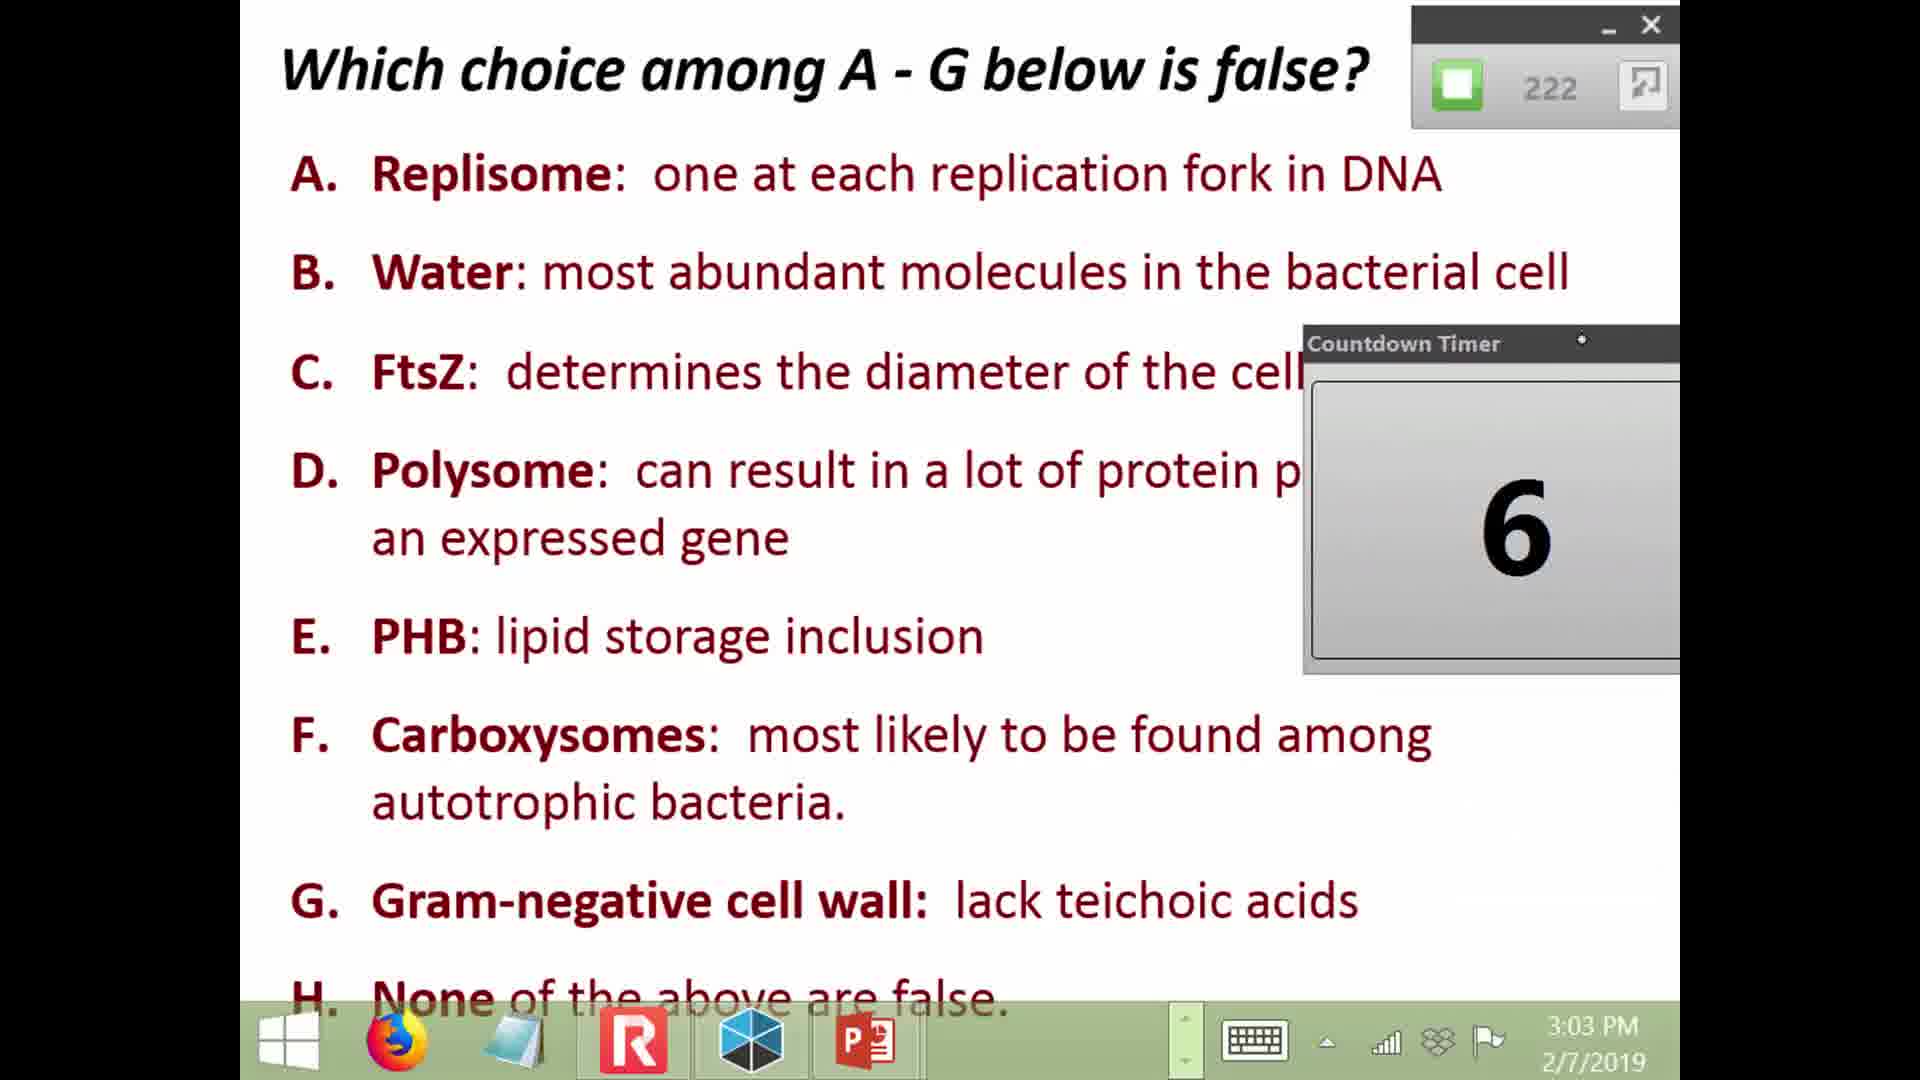 Which choice among A - G below is false?
222
A. Replisome: one at each replication fork in DNA
B. Water: most abundant molecules in the bacterial cell
Countdown Timer
C. FtsZ: determines the diameter of the cell
D. Polysome: can result in a lot of protein p
an expressed gene
6
E. PHB: lipid storage inclusion
F. Carboxysomes: most likely to be found among
autotrophic bacteria.
G. Gram-negative cell wall: lack teichoic acids
H. None of the above are false.
R
P
3:03 PM
2/7/2019